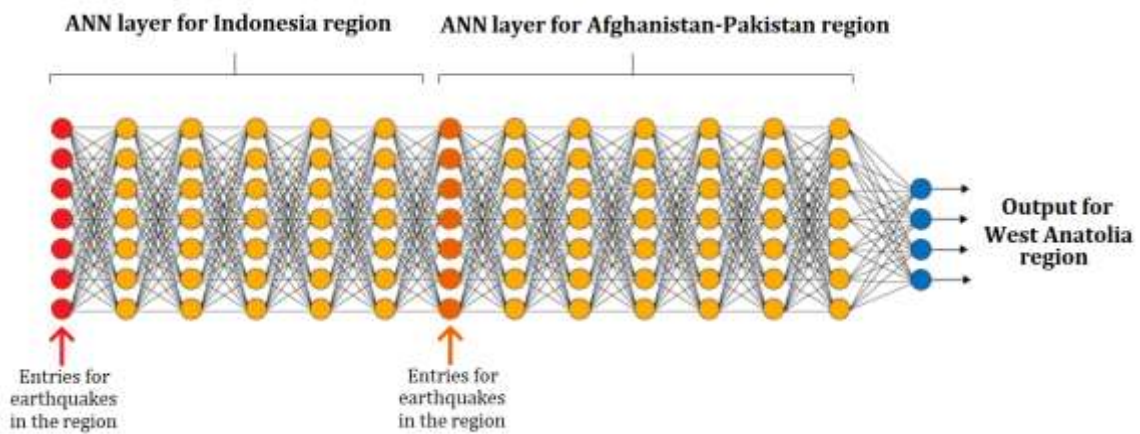 ANN layer for Indonesia region
ANN layer for Afghanistan-Pakistan region
Output for
West Anatolia
region
Entries for
earthquakes
in the region
Entries for
earthquakes
in the region